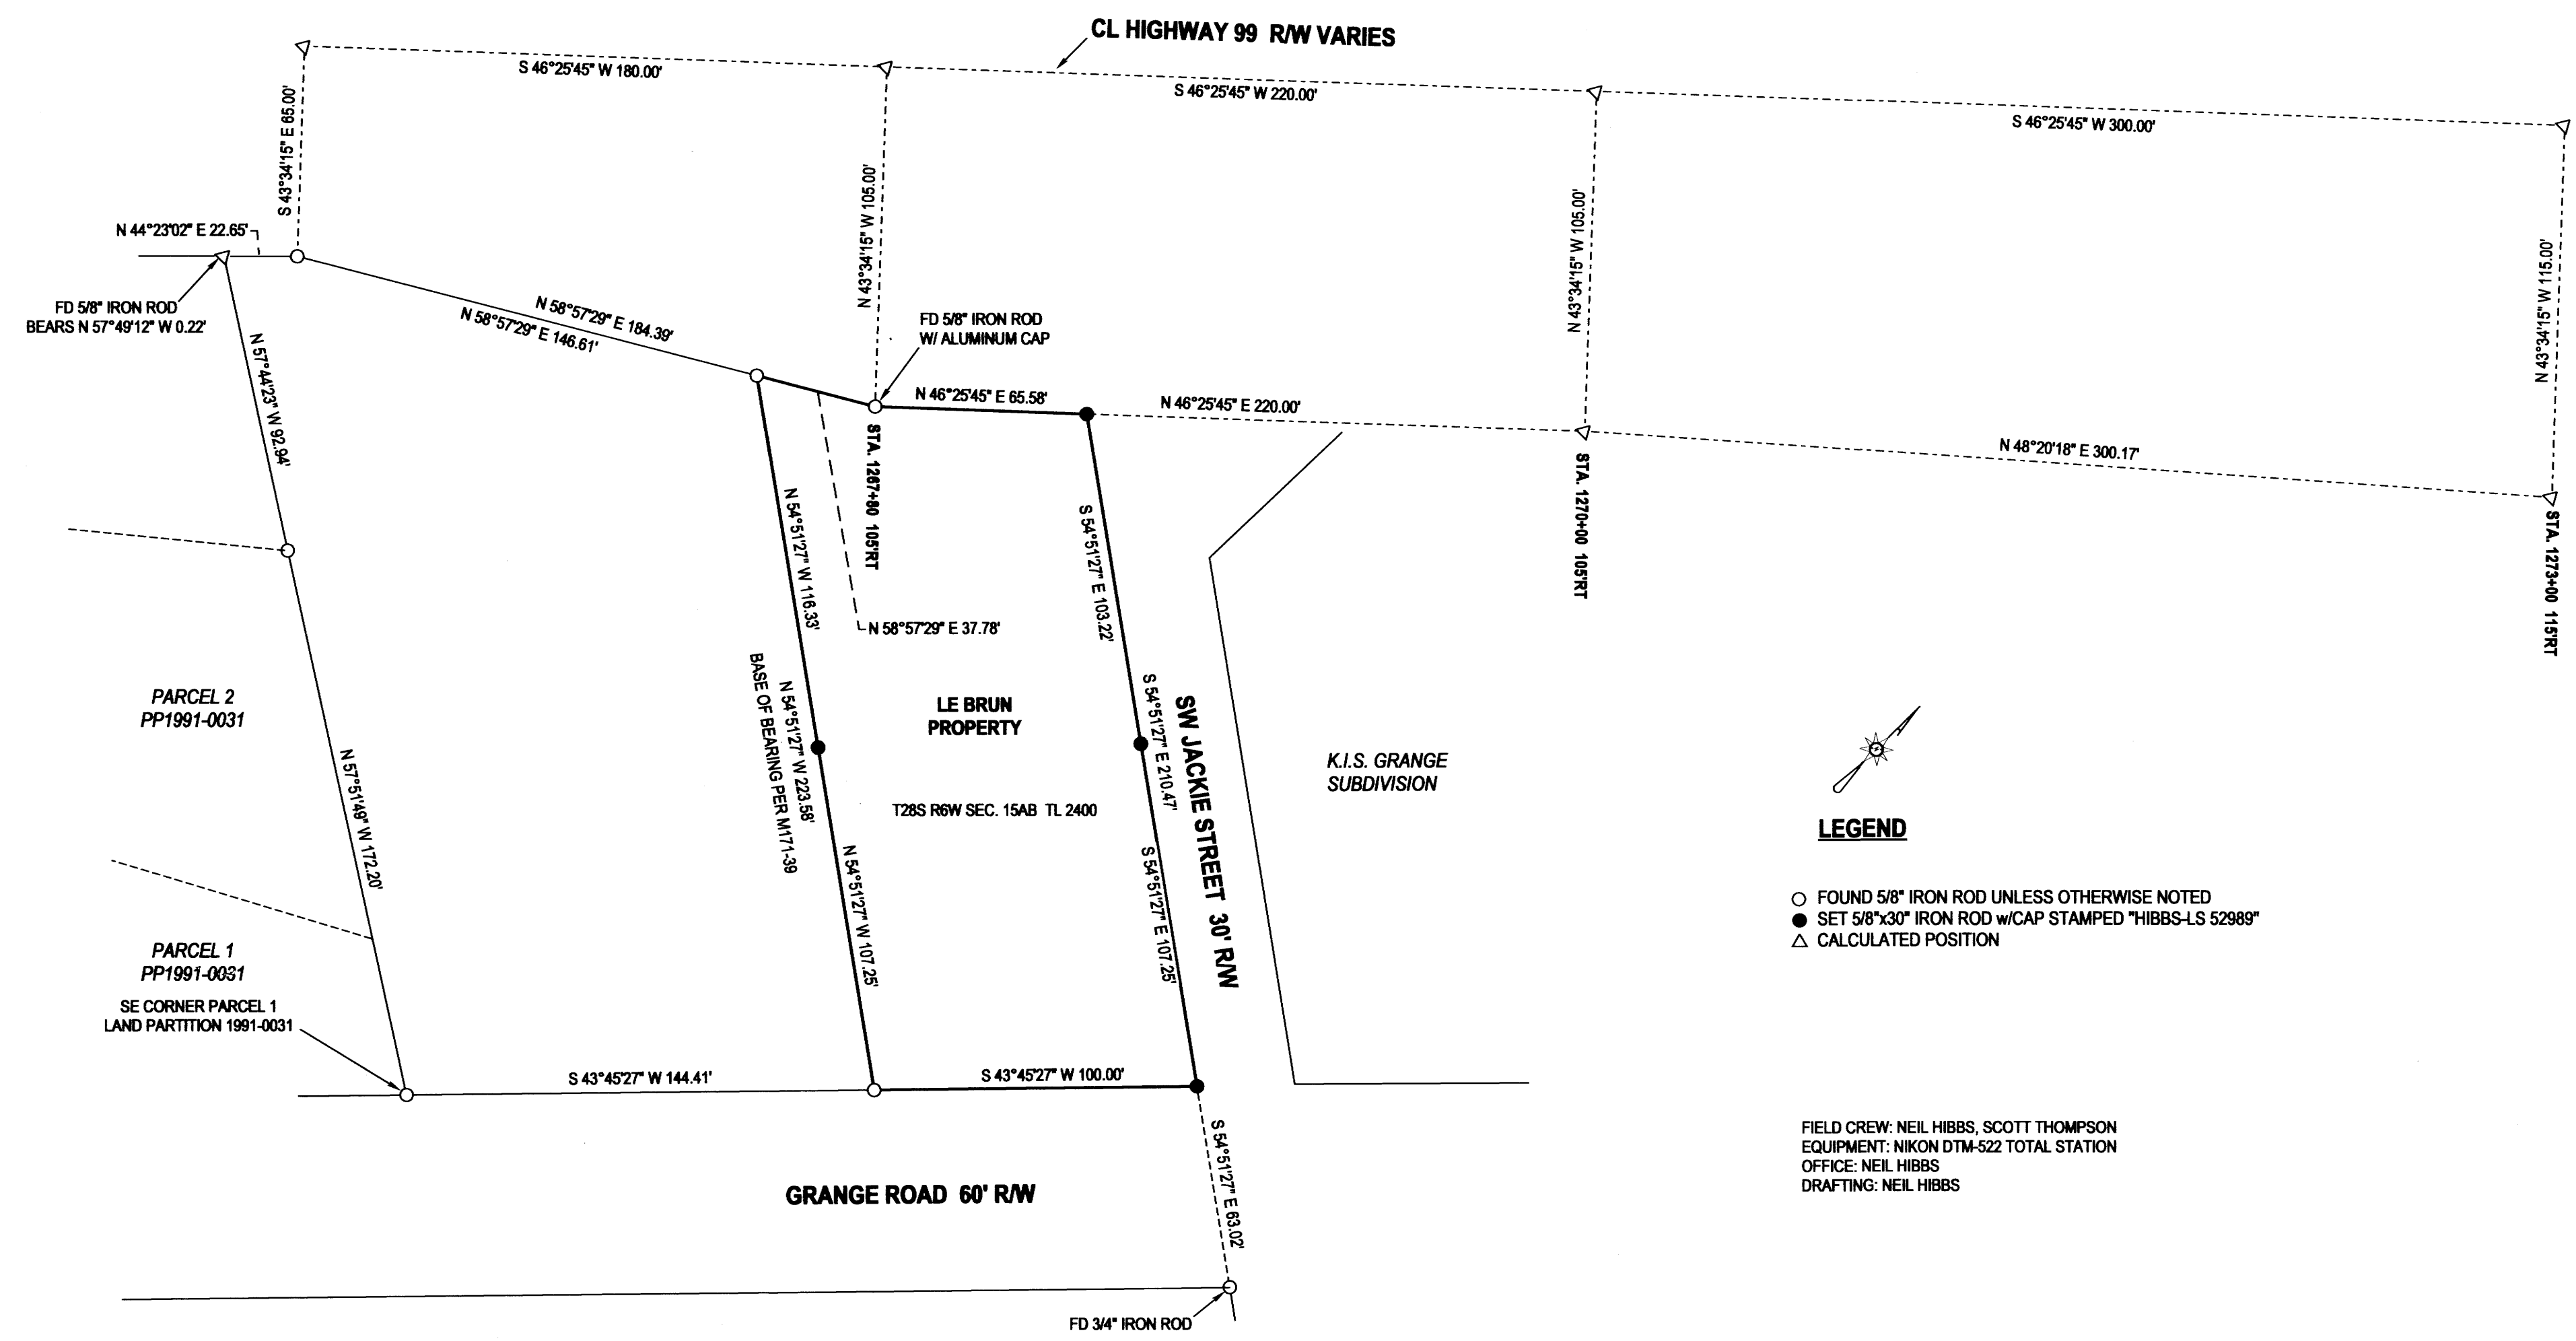 CL HIGHWAY 99 R/W VARIES
S 46°25'45" W 180.00'
S 46°25'45" W 220.00'
S 46°25'45" W 300.00'
S 43°34'15" E 65.00'
N 43°34'15" W 105.00'
N 43°34'15" W 105.00'
N 43°34'15" W 115.00'
N 44°23'02" E 22.65'
FD 5/8" IRON ROD
BEARS N 57°49'12" W 0.22'
N 58°57'29" E 184.39'
N 58°57'29" E 146.61'
FD 5/8" IRON ROD
W/ ALUMINUM CAP
N 46°25'45" E 65.58'
N 46°25'45" E 220.00'
N 48°20'18" E 300.17'
N 57°44'23" W 92.94'
STA. 1267+80 105'RT
STA. 1270+00 105'RT
STA. 1273+00 115'RT
N 54°51'27" W 116.33'
S 54°51'27" E 103.22'
N 58°57'29" E 37.78'
PARCEL 2
PP1991-0031
N 57°51'49" W 172.20'
N 54°51'27" W 223.58'
BASE OF BEARING PER M171-39
LE BRUN
PROPERTY
T28S R6W SEC. 15AB TL 2400
S 54°51'27" E 210.47'
SW JACKIE STREET 30' R/W
K.I.S. GRANGE
SUBDIVISION
N 54°51'27" W 107.25'
S 54°51'27" E 107.25'
N
LEGEND
FOUND 5/8" IRON ROD UNLESS OTHERWISE NOTED
SET 5/8"x30" IRON ROD w/CAP STAMPED "HIBBS-LS 52989"
CALCULATED POSITION
PARCEL 1
PP1991-0031
SE CORNER PARCEL 1
LAND PARTITION 1991-0031
S 43°45'27" W 144.41'
S 43°45'27" W 100.00'
S 54°51'27" E 63.02'
GRANGE ROAD 60' R/W
FD 3/4" IRON ROD
FIELD CREW: NEIL HIBBS, SCOTT THOMPSON
EQUIPMENT: NIKON DTM-522 TOTAL STATION
OFFICE: NEIL HIBBS
DRAFTING: NEIL HIBBS